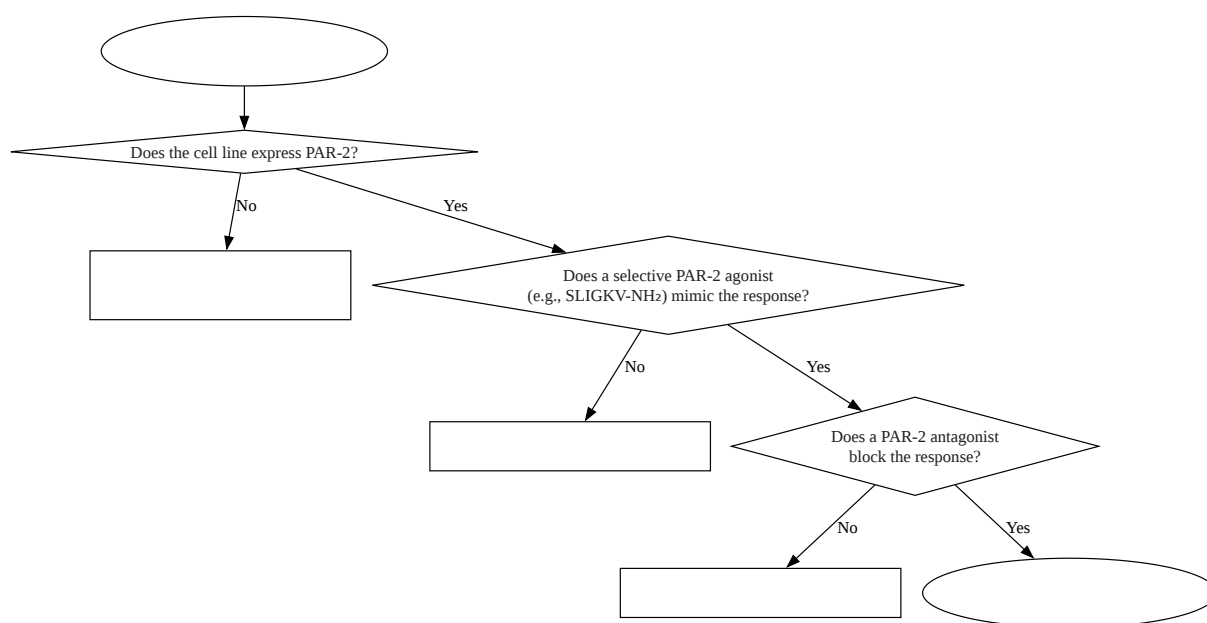 Does the cell line express PAR-2?
No
Yes
Does a selective PAR-2 agonist
(e.g., SLIGKV-NH₂) mimic the response?
No
Yes
Does a PAR-2 antagonist
block the response?
No
Yes